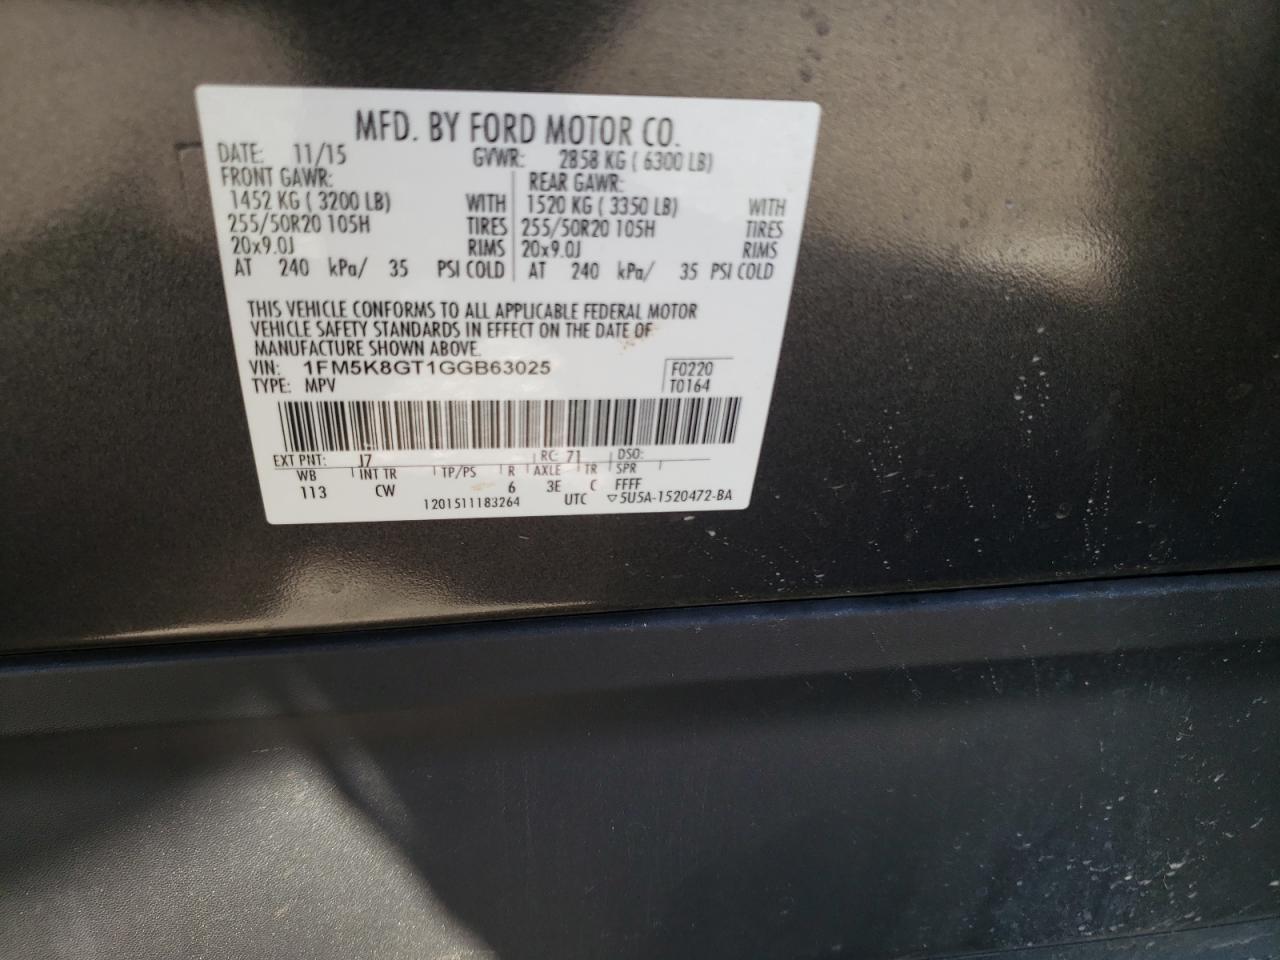 MFD. BY FORD MOTOR CO.
DATE: 11/15 GVWR: 2858 KG ( 6300 LB)
FRONT GAWR: REAR GAWR:
1452 KG ( 3200 LB) WITH 1520 KG ( 3350 LB) WITH
255/50R20 105H TIRES 255/50R20 105H TIRES
20x9.0J RIMS 20x9.0J RIMS
AT 240 kPa/ 35 PSI COLD AT 240 kPa/ 35 PSI COLD
THIS VEHICLE CONFORMS TO ALL APPLICABLE FEDERAL MOTOR
VEHICLE SAFETY STANDARDS IN EFFECT ON THE DATE OF
MANUFACTURE SHOWN ABOVE.
VIN: 1FM5K8GT1GGB63025 F0220
TYPE: MPV T0164
EXT PNT: J7 RC: 71 DSO:
WB INT TR TP/PS R AXLE TR SPR
113 CW 6 3E C FFFF
1201511183264 UTC ▽5U5A-1520472-BA